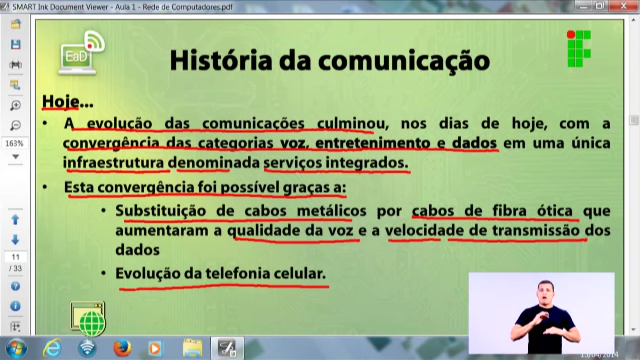 SMART Ink Document Viewer - Aula 1 - Rede de Computadores.pdf
EaD
História da comunicação
Hoje...
• A evolução das comunicações culminou, nos dias de hoje, com a
convergência das categorias voz, entretenimento e dados em uma única
infraestrutura denominada serviços integrados.
• Esta convergência foi possível graças a:
• Substituição de cabos metálicos por cabos de fibra ótica que
aumentaram a qualidade da voz e a velocidade de transmissão dos
dados
• Evolução da telefonia celular.
163%
11
/ 33
15/04/2014